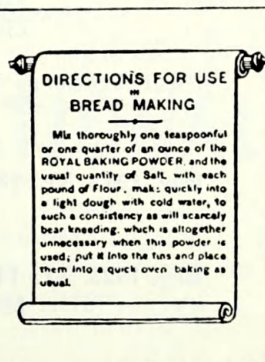 DIRECTIONS FOR USE
IN
BREAD MAKING
Mix thoroughly one teaspoonful
or one quarter of an ounce of the
ROYAL BAKING POWDER, and the
usual quantity of Salt, with each
pound of Flour, make quickly into
a light dough with cold water, to
such a consistency as will scarcely
bear kneeding, which is altogether
unnecessary when this powder is
used; put it into the tins and place
them into a quick oven baking as
usual.